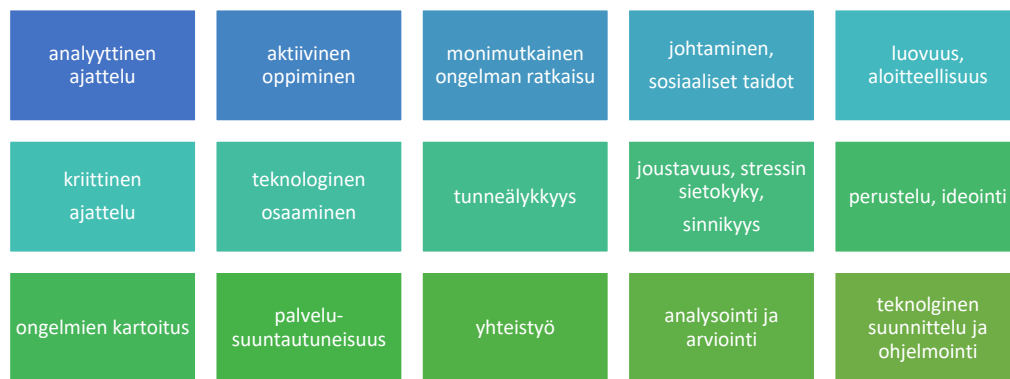 analyyttinen
ajattelu
aktiivinen
oppiminen
monimutkainen
ongelman ratkaisu
johtaminen,
sosiaaliset taidot
luovuus,
aloitteellisuus
kriittinen
ajattelu
teknologinen
osaaminen
tunneälykkyys
joustavuus, stressin
sietokyky,
sinnikyys
perustelu, ideointi
ongelmien kartoitus
palvelu-
suuntautuneisuus
yhteistyö
analysointi ja
arviointi
teknolginen
suunnittelu ja
ohjelmointi